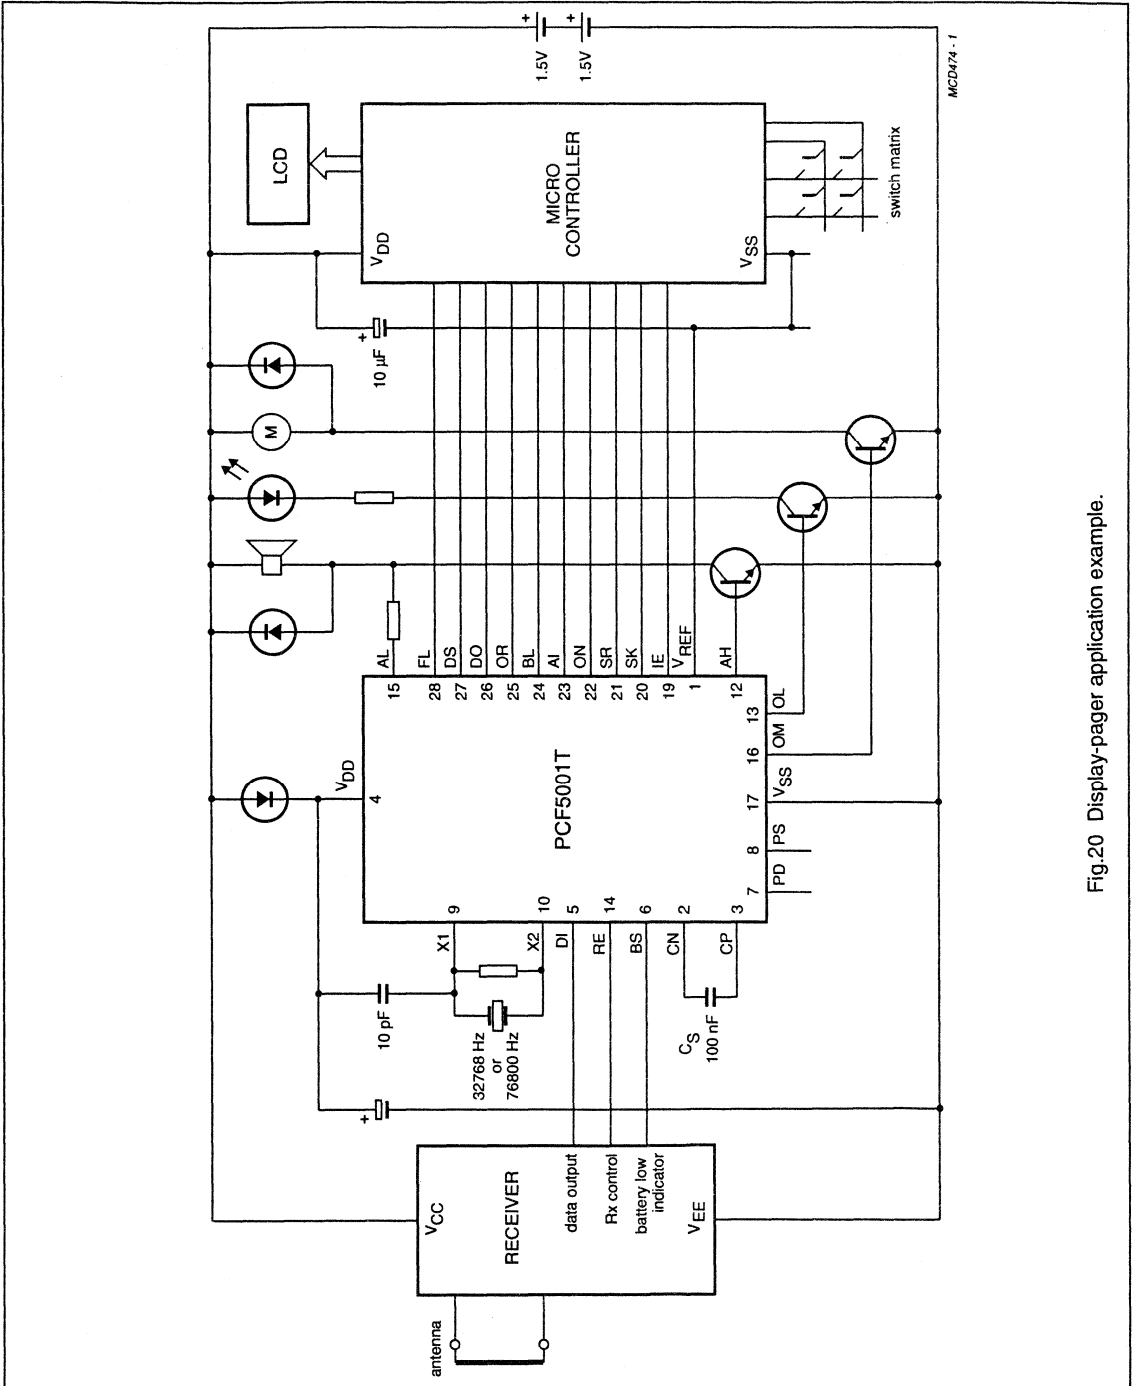 1.5V
1.5V
MCD474 - 1
LCD
MICRO
CONTROLLER
VDD
VSS
switch matrix
10 µF
M
AL
FL
DS
DO
OR
BL
AI
ON
SR
SK
IE
VREF
AH
15
28
27
26
25
24
23
22
21
20
19
1
12
VDD
4
PCF5001T
13
OL
16
OM
17
VSS
8
PS
7
PD
9
10
5
14
6
2
3
X1
X2
DI
RE
BS
CN
CP
10 pF
32768 Hz
or
76800 Hz
CS
100 nF
VCC
RECEIVER
data output
Rx control
battery low
indicator
VEE
antenna
Fig.20 Display-pager application example.